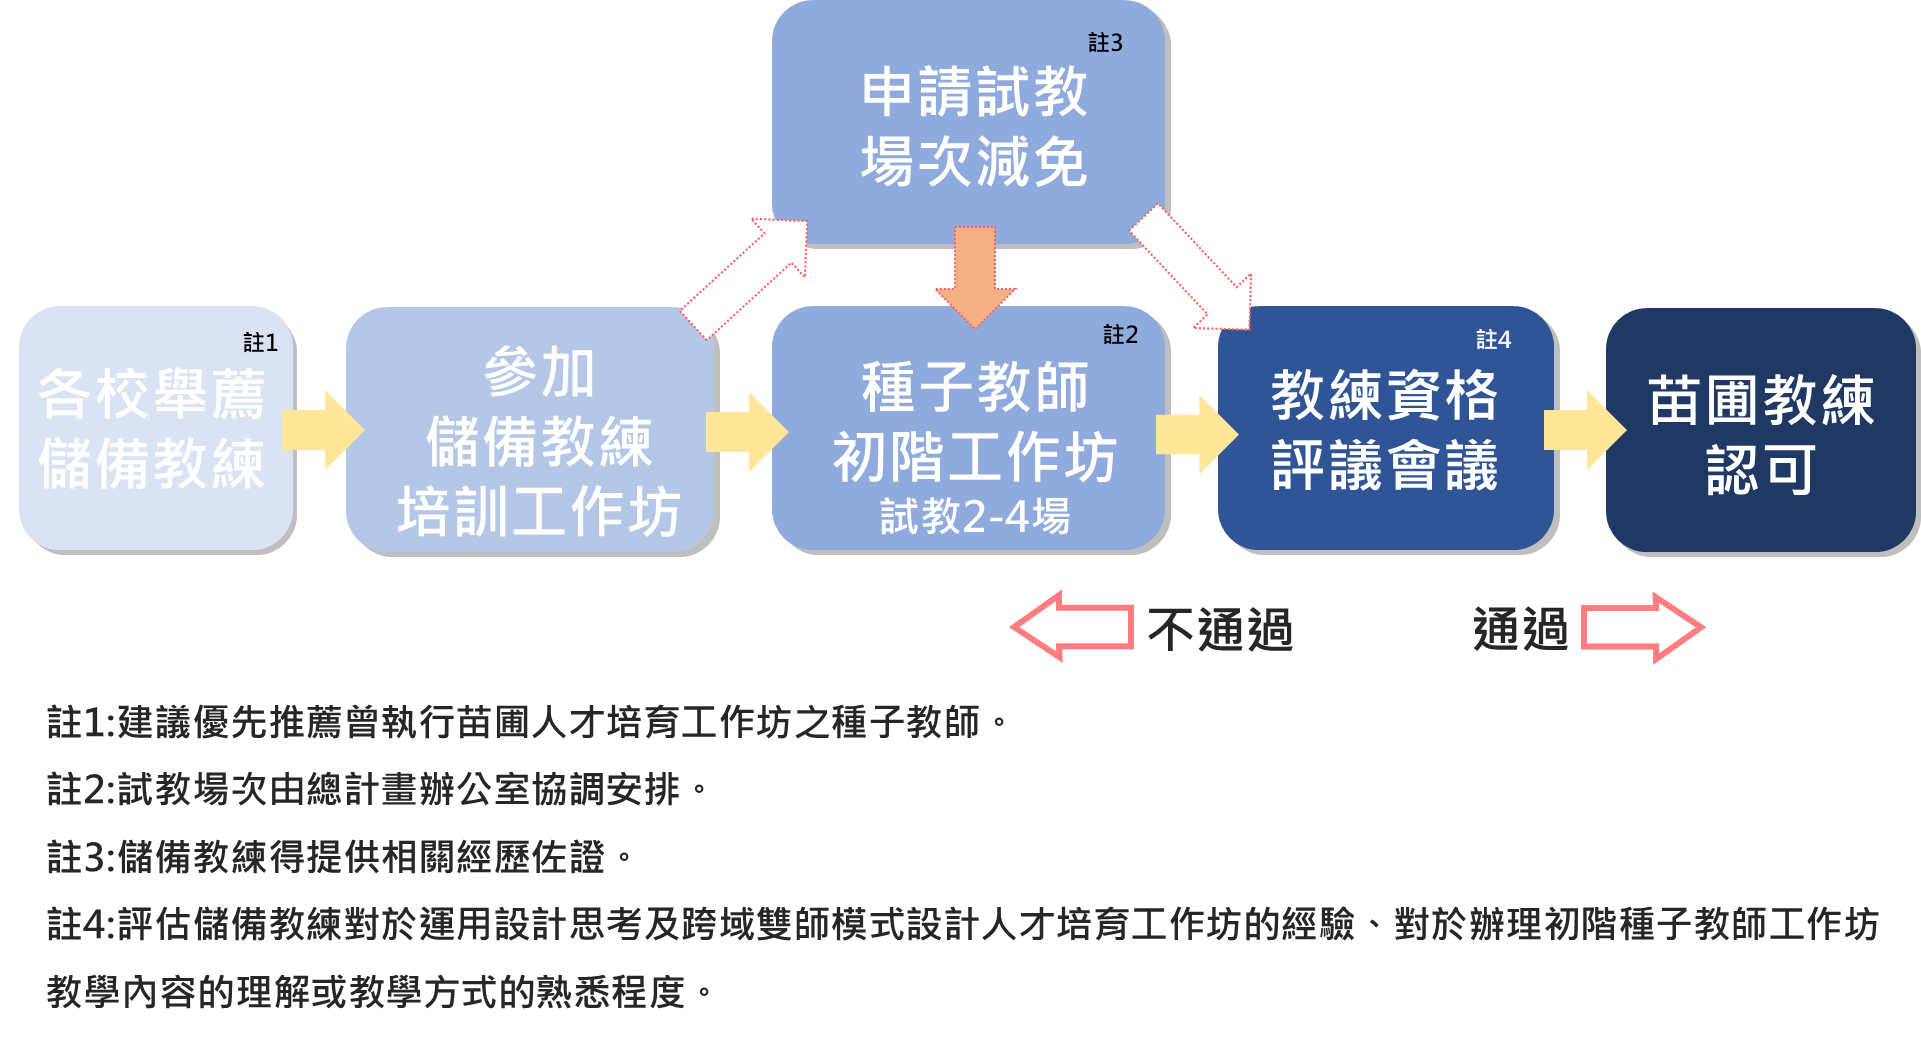 註3
申請試教
場次減免
註1
各校舉薦
儲備教練
參加
儲備教練
培訓工作坊
註2
種子教師
初階工作坊
試教2-4場
註4
教練資格
評議會議
苗圃教練
認可
不通過
通過
註1:建議優先推薦曾執行苗圃人才培育工作坊之種子教師。
註2:試教場次由總計畫辦公室協調安排。
註3:儲備教練得提供相關經歷佐證。
註4:評估儲備教練對於運用設計思考及跨域雙師模式設計人才培育工作坊的經驗、對於辦理初階種子教師工作坊
教學內容的理解或教學方式的熟悉程度。